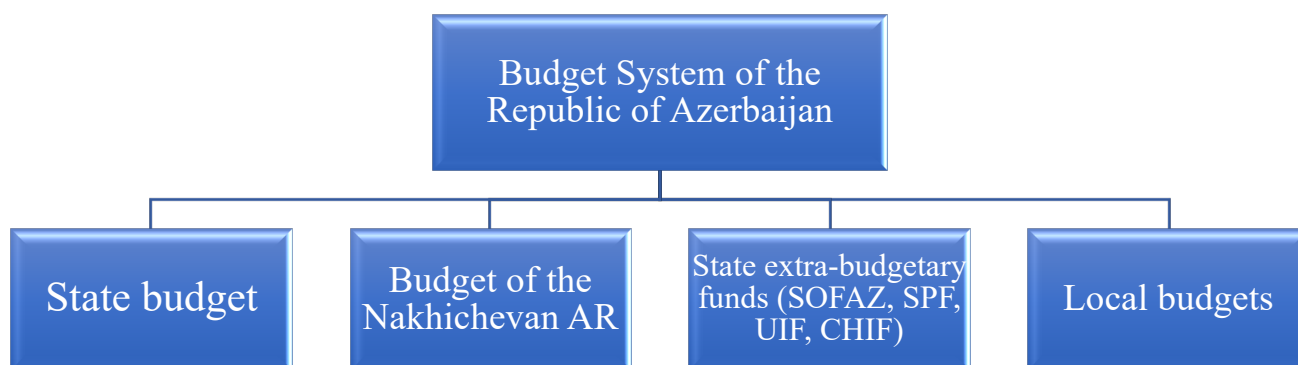 Budget System of the
Republic of Azerbaijan
State budget
Budget of the
Nakhichevan AR
State extra-budgetary
funds (SOFAZ, SPF,
UIF, CHIF)
Local budgets